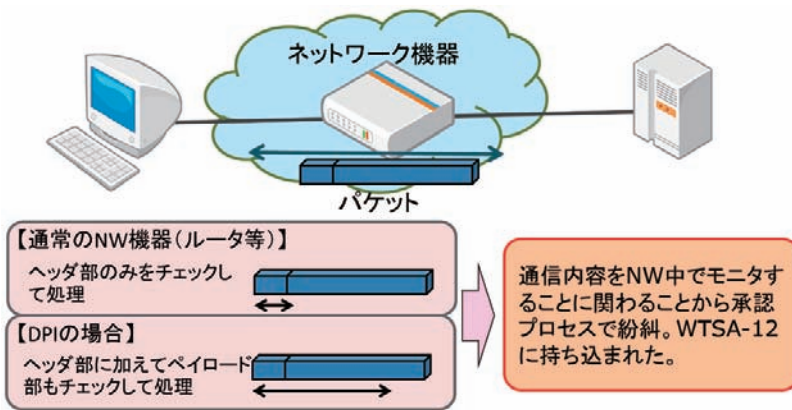 ネットワーク機器
パケット
【通常のNW機器(ルータ等)】
ヘッダ部のみをチェックし
て処理
【DPIの場合】
ヘッダ部に加えてペイロード
部もチェックして処理
通信内容をNW中でモニタ
することに関わることから承認
プロセスで紛糾。WTSA-12
に持ち込まれた。